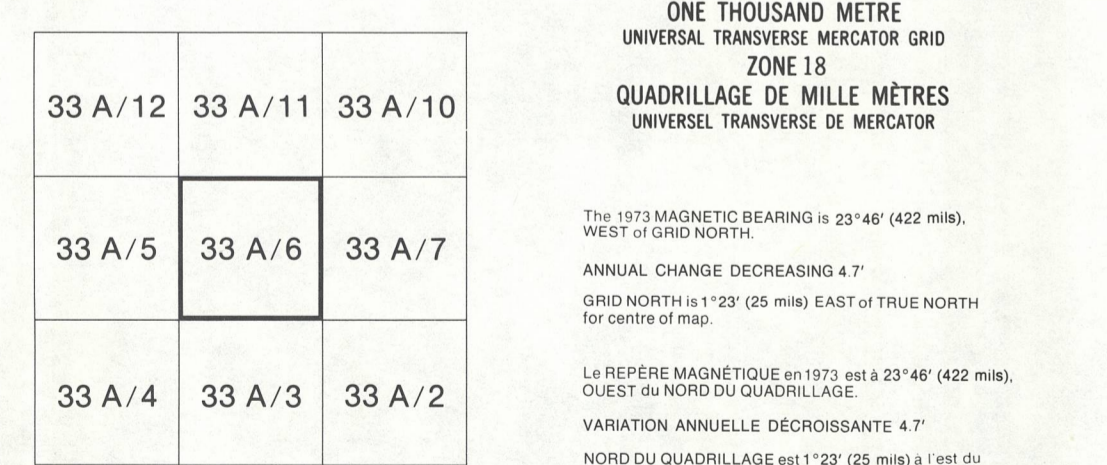 33 A/12 33 A/11 33 A/10
33 A/5 33 A/6 33 A/7
33 A/4 33 A/3 33 A/2
ONE THOUSAND METRE
UNIVERSAL TRANSVERSE MERCATOR GRID
ZONE 18
QUADRILLAGE DE MILLE MÈTRES
UNIVERSEL TRANSVERSE DE MERCATOR
The 1973 MAGNETIC BEARING is 23°46′ (422 mils),
WEST of GRID NORTH.
ANNUAL CHANGE DECREASING 4.7′
GRID NORTH is 1°23′ (25 mils) EAST of TRUE NORTH
for centre of map.
Le REPÈRE MAGNÉTIQUE en 1973 est à 23°46′ (422 mils),
OUEST du NORD DU QUADRILLAGE.
VARIATION ANNUELLE DÉCROISSANTE 4.7′
NORD DU QUADRILLAGE est 1°23′ (25 mils) à l'est du